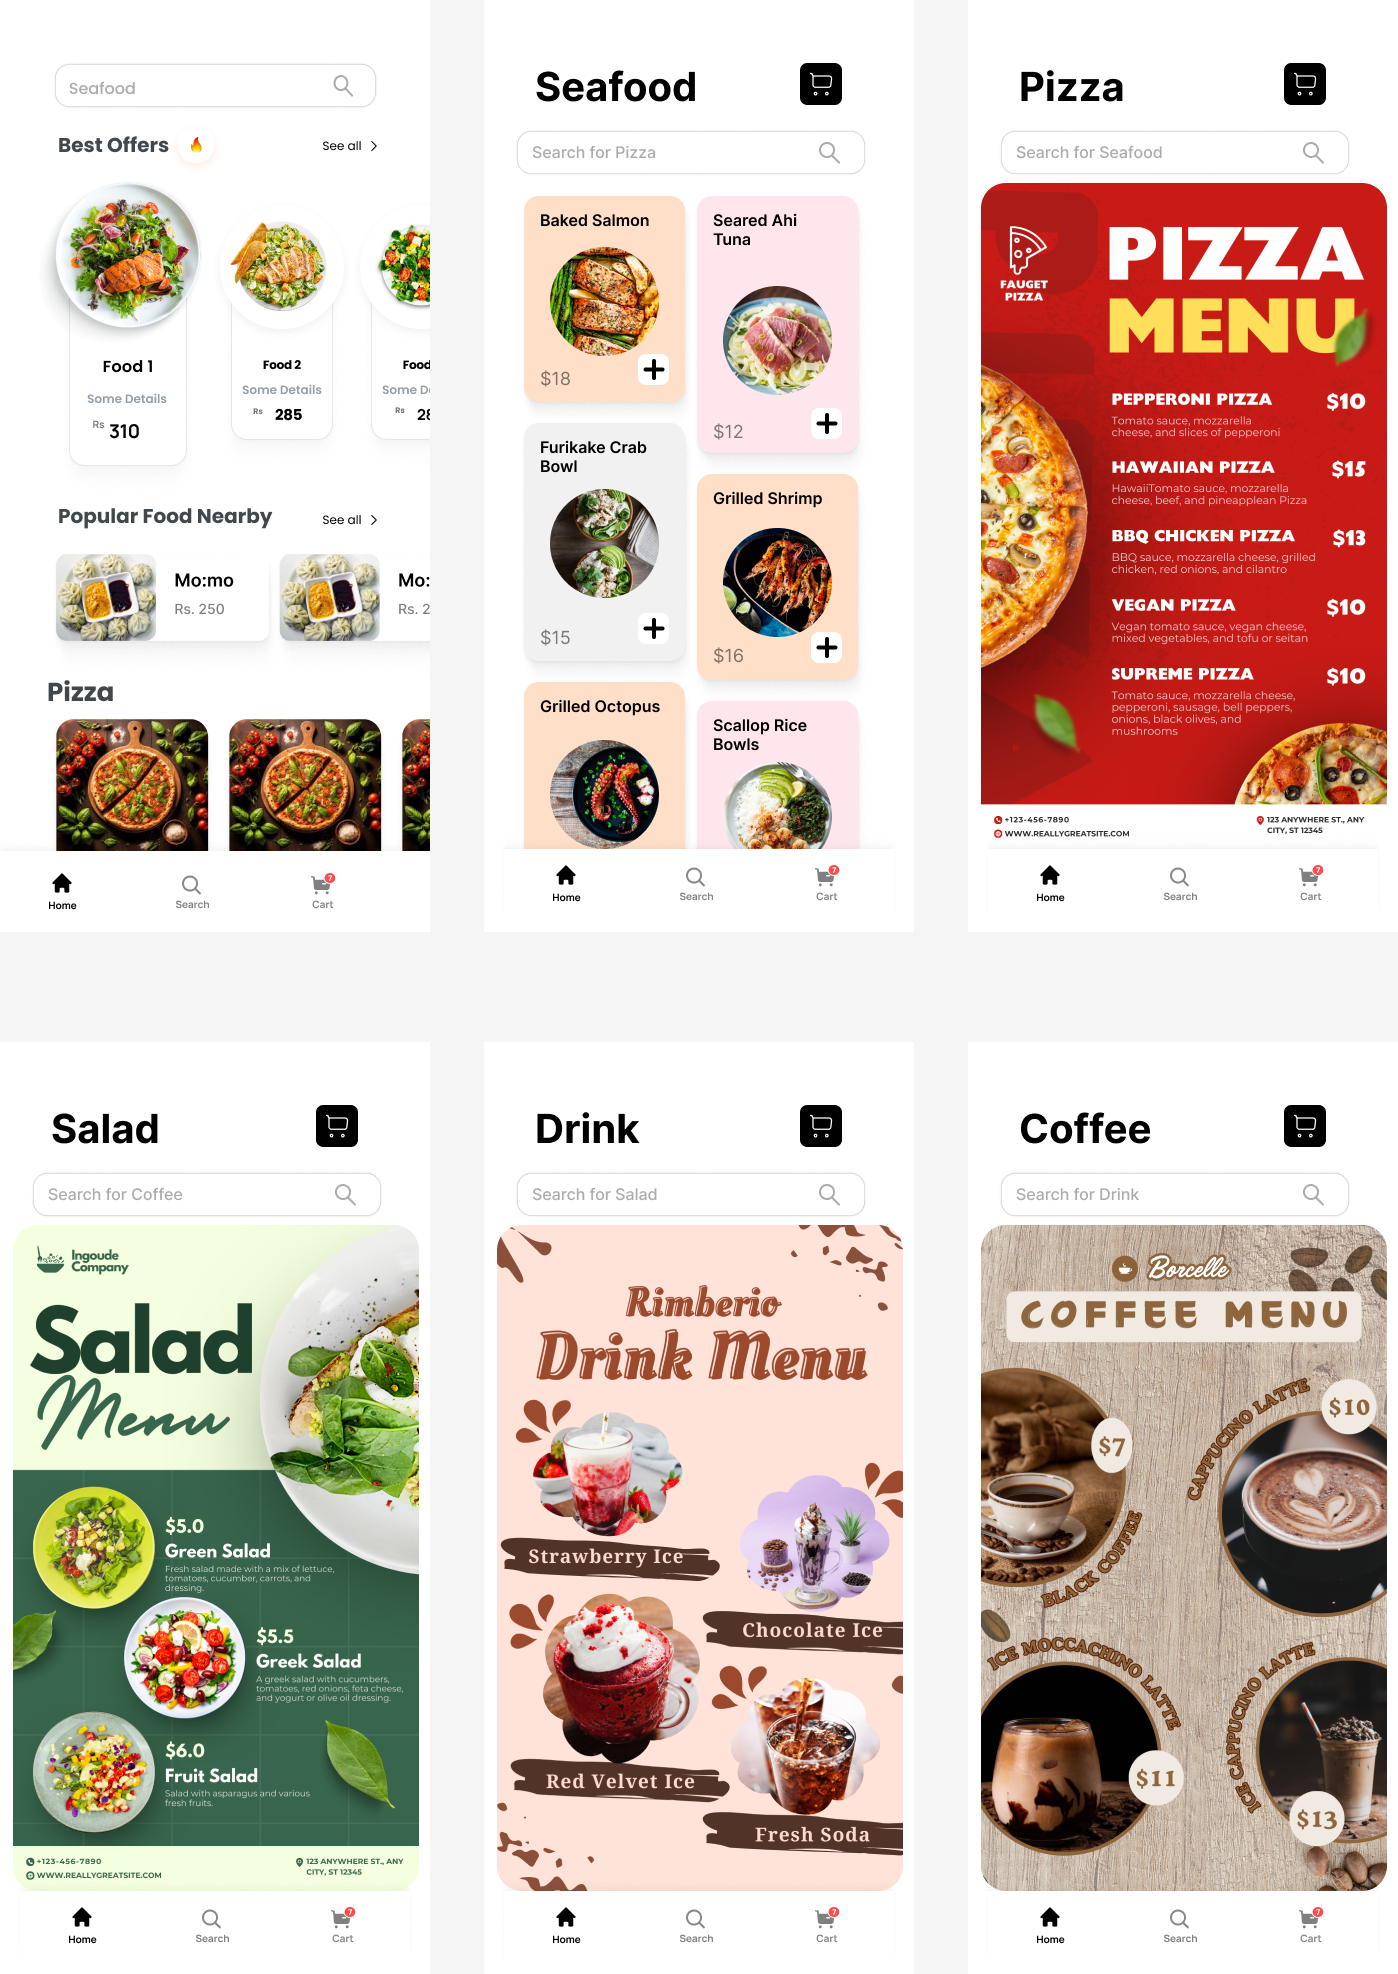 Seafood
Best Offers
See all
Food 1
Some Details
Rs 310
Food 2
Some Details
Rs 285
Food
Some De
Rs 28
Popular Food Nearby
See all
Mo:mo
Rs. 250
Mo:
Rs. 2
Pizza
Home
Search
7
Cart
Seafood
Search for Pizza
Baked Salmon
$18
Seared Ahi
Tuna
$12
Furikake Crab
Bowl
$15
Grilled Shrimp
$16
Grilled Octopus
Scallop Rice
Bowls
Home
Search
7
Cart
Pizza
Search for Seafood
FAUGET
PIZZA
PIZZA
MENU
PEPPERONI PIZZA $10
Tomato sauce, mozzarella
cheese, and slices of pepperoni
HAWAIIAN PIZZA $15
HawaiiTomato sauce, mozzarella
cheese, beef, and pineapplean Pizza
BBQ CHICKEN PIZZA $13
BBQ sauce, mozzarella cheese, grilled
chicken, red onions, and cilantro
VEGAN PIZZA $10
Vegan tomato sauce, vegan cheese,
mixed vegetables, and tofu or seitan
SUPREME PIZZA $10
Tomato sauce, mozzarella cheese,
pepperoni, sausage, bell peppers,
onions, black olives, and
mushrooms
+123-456-7890
WWW.REALLYGREATSITE.COM
123 ANYWHERE ST., ANY
CITY, ST 12345
Home
Search
7
Cart
Salad
Search for Coffee
Ingoude
Company
Salad
Menu
$5.0
Green Salad
Fresh salad made with a mix of lettuce,
tomatoes, cucumber, carrots, and
dressing.
$5.5
Greek Salad
A greek salad with cucumbers,
tomatoes, red onions, feta cheese,
and yogurt or olive oil dressing.
$6.0
Fruit Salad
Salad with asparagus and various
fresh fruits.
+123-456-7890
WWW.REALLYGREATSITE.COM
123 ANYWHERE ST., ANY
CITY, ST 12345
Home
Search
7
Cart
Drink
Search for Salad
Rimberio
Drink Menu
Strawberry Ice
Chocolate Ice
Red Velvet Ice
Fresh Soda
Home
Search
7
Cart
Coffee
Search for Drink
Borcelle
COFFEE MENU
$7
BLACK COFFEE
CAPPUCINO LATTE
$10
ICE MOCCACHINO LATTE
$11
ICE CAPPUCINO LATTE
$13
Home
Search
7
Cart